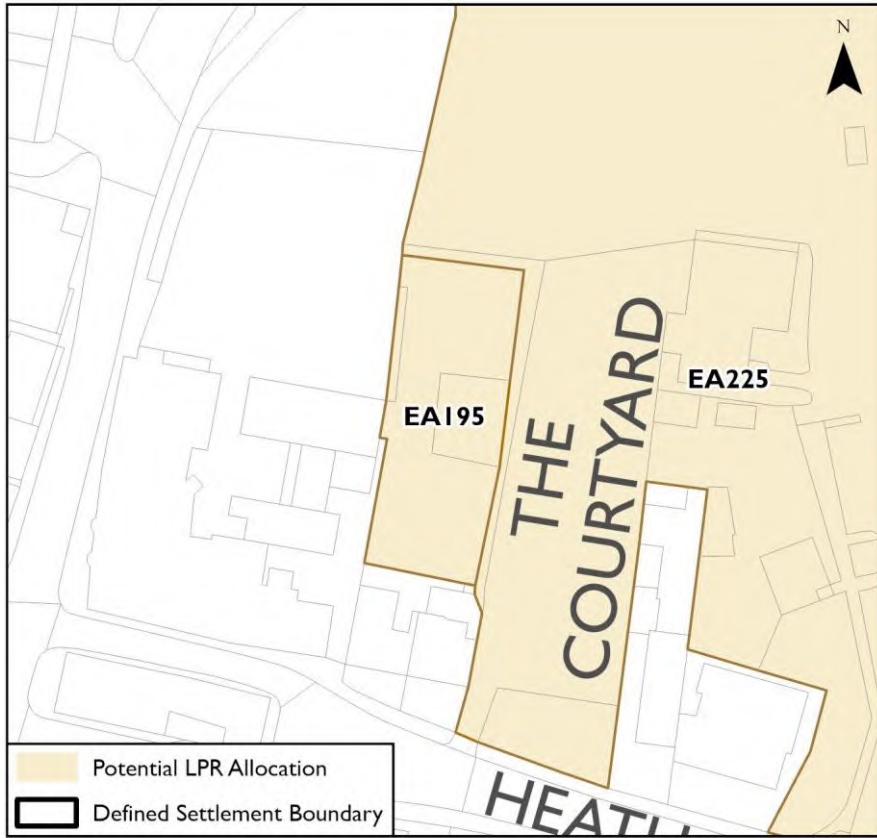 N
EA225
EA195
THE
COURTYARD
HEATH
Potential LPR Allocation
Defined Settlement Boundary